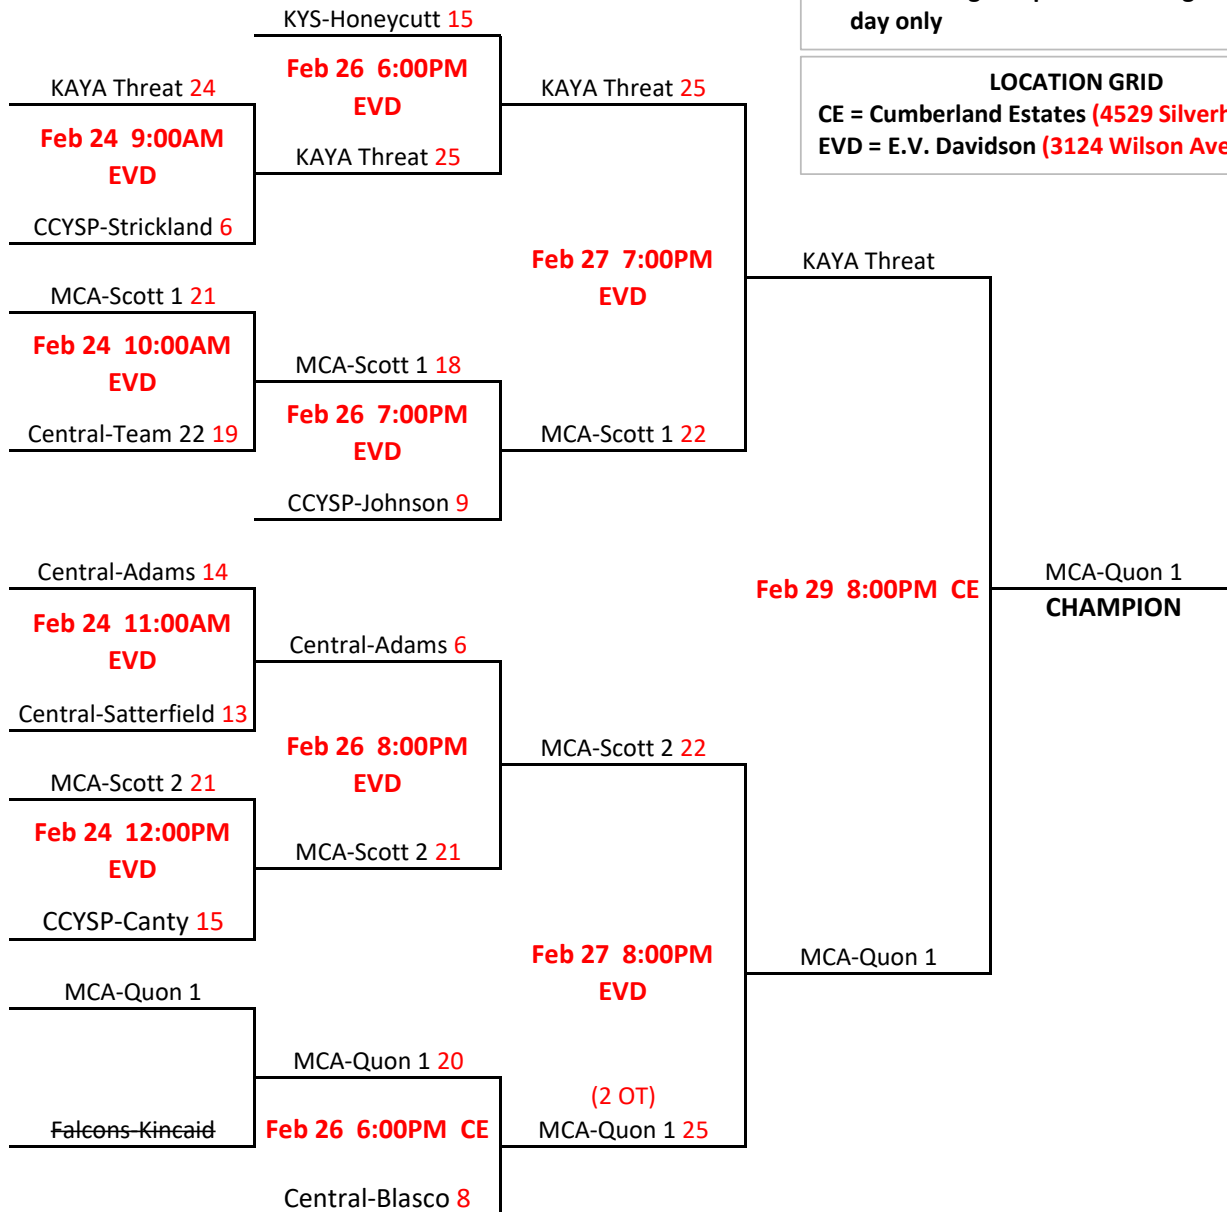 day only
LOCATION GRID
CE = Cumberland Estates (4529
EVD = E.V. Davidson (3124 Wilson
KYS-Honeycutt 15
Feb 26 6:00PM
EVD
KAYA Threat 25
KAYA Threat 24
Feb 24 9:00AM
EVD
CCYSP-Strickland 6
KAYA Threat 25
MCA-Scott 1 21
Feb 24 10:00AM
EVD
Central-Team 22 19
MCA-Scott 1 18
Feb 26 7:00PM
EVD
CCYSP-Johnson 9
Feb 27 7:00PM
EVD
MCA-Scott 1 22
KAYA Threat
Central-Adams 14
Feb 24 11:00AM
EVD
Central-Satterfield 13
Central-Adams 6
Feb 26 8:00PM
EVD
MCA-Scott 2 21
MCA-Scott 2 21
Feb 24 12:00PM
EVD
CCYSP-Canty 15
MCA-Scott 2 22
Feb 29 8:00PM CE
MCA-Quon 1
CHAMPION
Feb 27 8:00PM
EVD
MCA-Quon 1
MCA-Quon 1
Falcons-Kincaid
MCA-Quon 1 20
Feb 26 6:00PM CE
Central-Blasco 8
(2 OT)
MCA-Quon 1 25